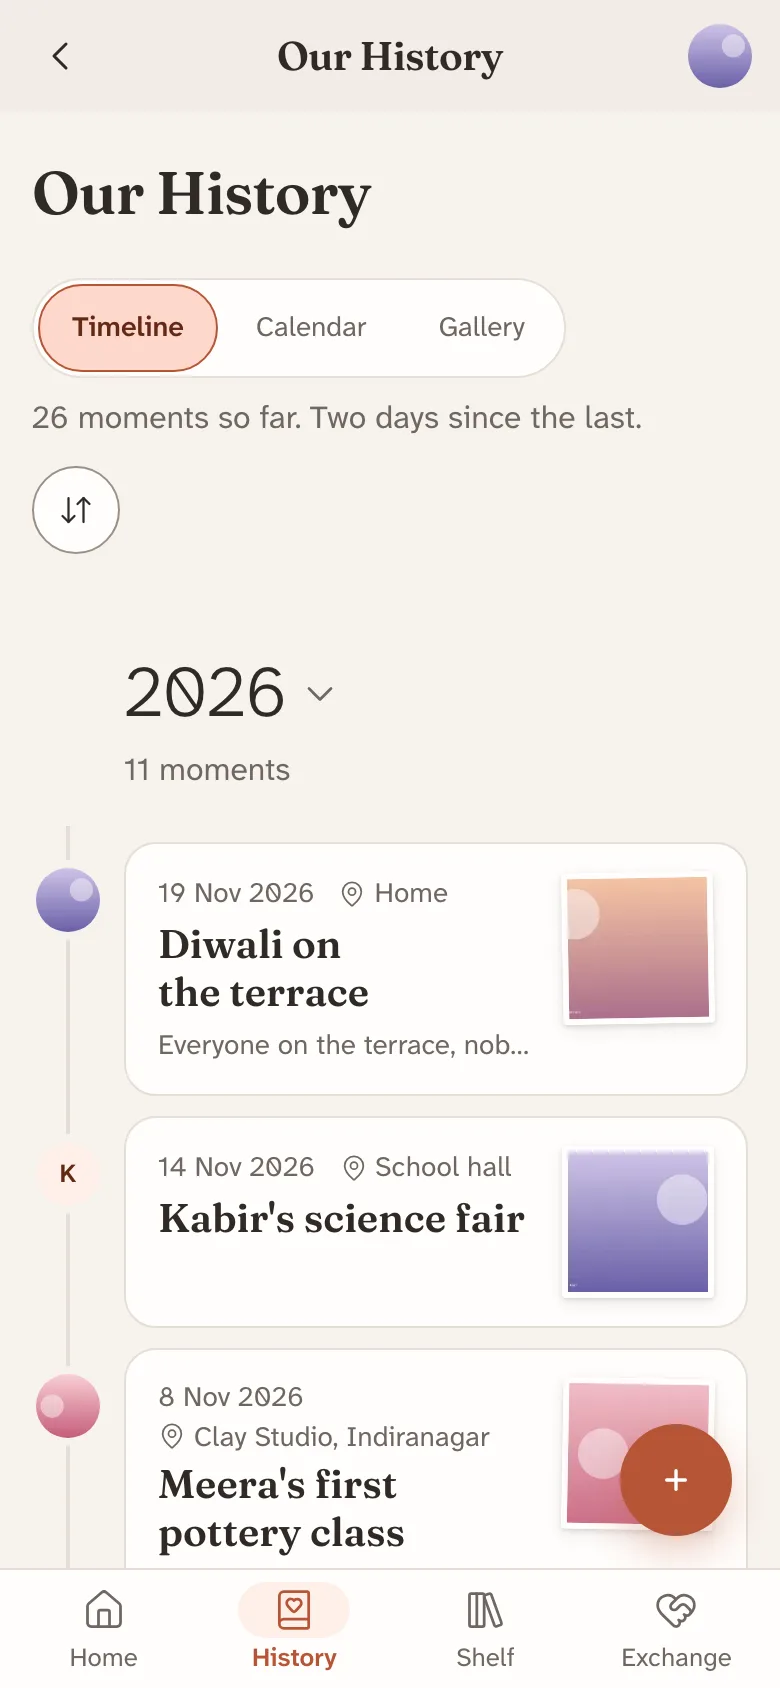 Our History
Our History
Timeline
Calendar
Gallery
26 moments so far. Two days since the last.
2026
11 moments
19 Nov 2026
Home
Diwali on
the terrace
Everyone on the terrace, nob...
K
14 Nov 2026
School hall
Kabir's science fair
8 Nov 2026
Clay Studio, Indiranagar
Meera's first
pottery class
Home
History
Shelf
Exchange